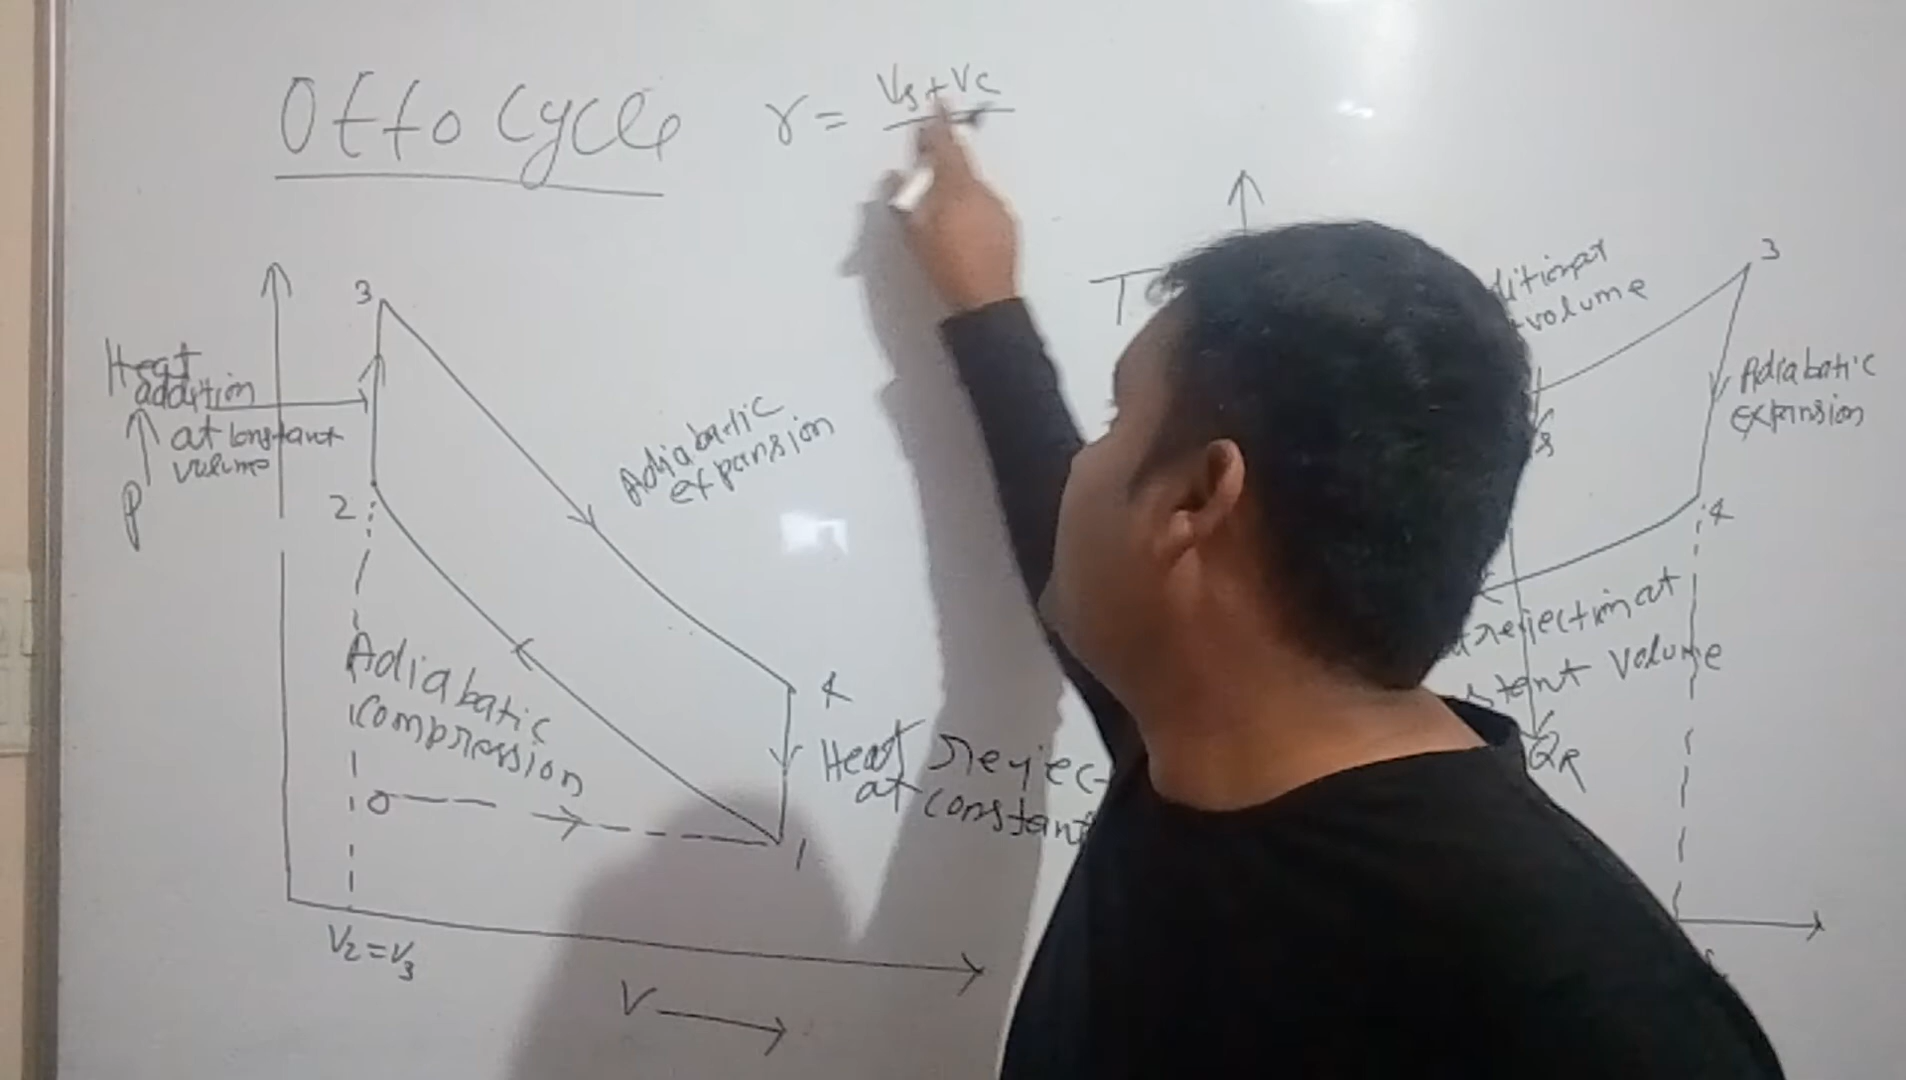 Otto Cycle
r = Vs+Vc
3
Heat
addition
at constant
volume
P
2
Adiabatic
expansion
4
Adiabatic
compression
0
1
Heat reject
at constant
V2=V3
V
T
3
volume
Adiabatic
expansion
4
rejection at
Volume
QR